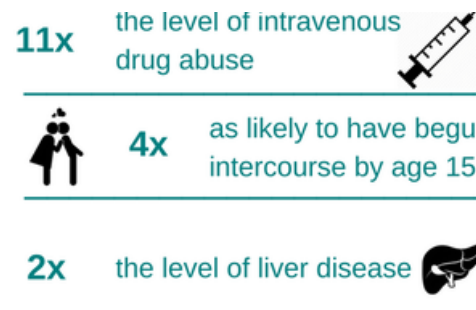 11x
the level of intravenous
drug abuse
4x
as likely to have begu
intercourse by age 15
2x
the level of liver disease